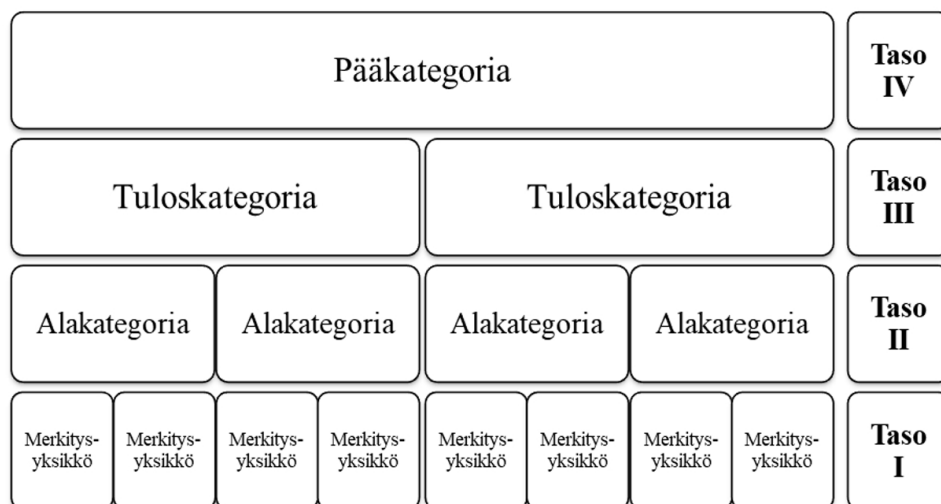 Pääkategoria
Taso
IV
Tuloskategoria
Tuloskategoria
Taso
III
Alakategoria
Alakategoria
Alakategoria
Alakategoria
Taso
II
Merkitys-
yksikkö
Merkitys-
yksikkö
Merkitys-
yksikkö
Merkitys-
yksikkö
Merkitys-
yksikkö
Merkitys-
yksikkö
Merkitys-
yksikkö
Merkitys-
yksikkö
Taso
I